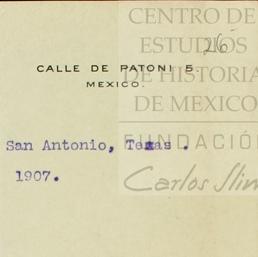 CENTRO DE
ESTUDIOS
26
DE HISTORIA
DE MEXICO
CALLE DE PATONI 5.
MEXICO.
FUNDACIÓN
Carlos Slim
San Antonio, Texas .
1907.